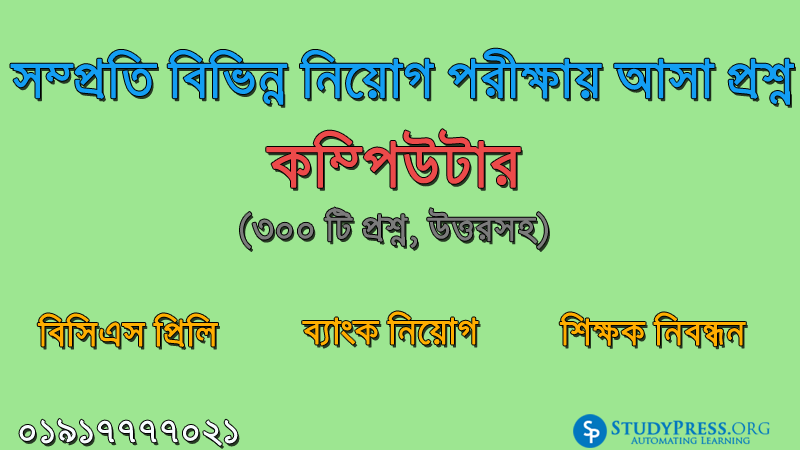 সম্প্রতি বিভিন্ন নিয়োগ পরীক্ষায় আসা প্রশ্ন
কম্পিউটার
(৩০০ টি প্রশ্ন, উত্তরসহ)
বিসিএস প্রিলি ব্যাংক নিয়োগ শিক্ষক নিবন্ধন
০১৯১৭৭৭৭০২১
SP STUDYPRESS.ORG
AUTOMATING LEARNING